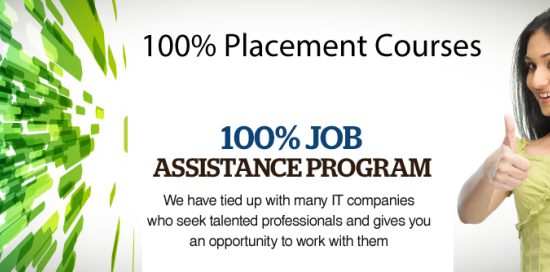 100% Placement Courses
100% JOB
ASSISTANCE PROGRAM
We have tied up with many IT companies
who seek talented professionals and gives you
an opportunity to work with them